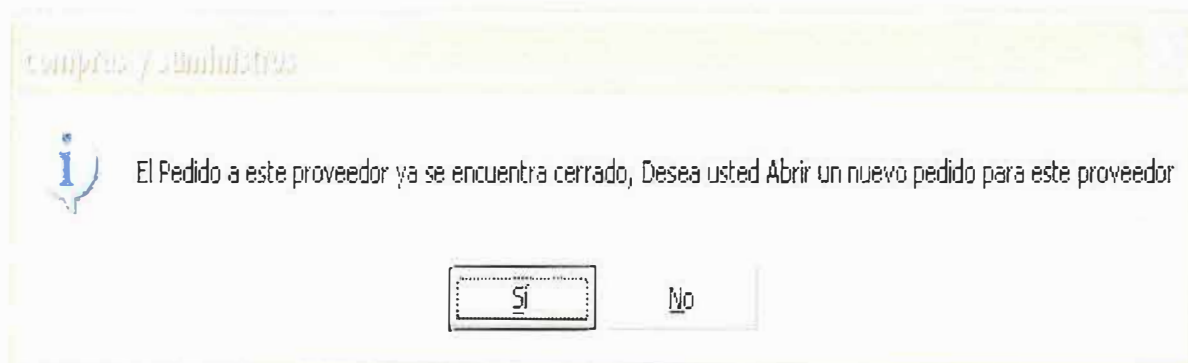 compras y suministros
El Pedido a este proveedor ya se encuentra cerrado, Desea usted Abrir un nuevo pedido para este proveedor
Sí
No